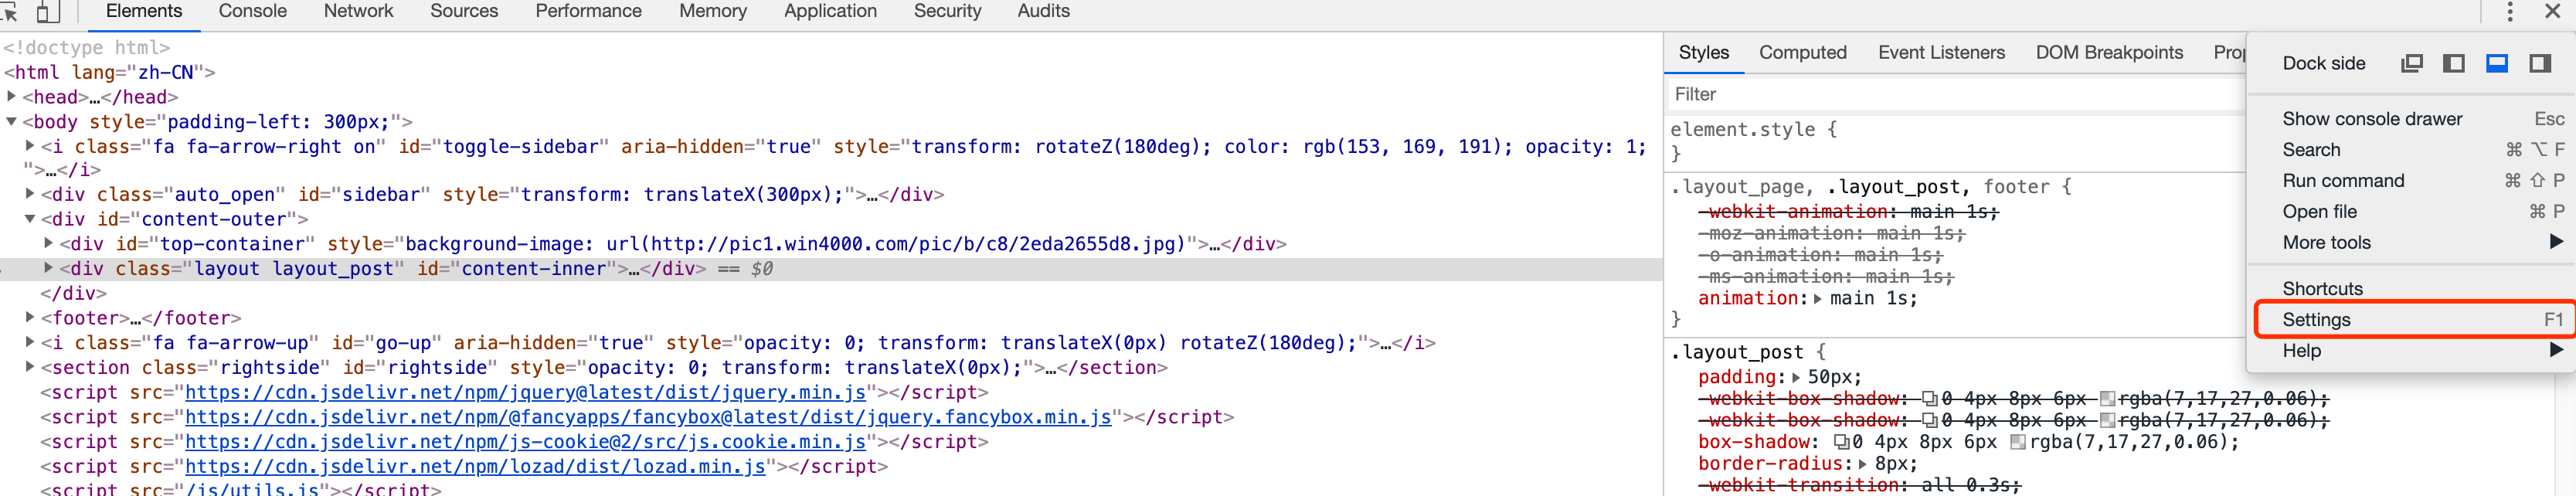 Elements Console Network Sources Performance Memory Application Security Audits
<!doctype html>
<html lang="zh-CN">
<head>…</head>
<body style="padding-left: 300px;">
<i class="fa fa-arrow-right on" id="toggle-sidebar" aria-hidden="true" style="transform: rotateZ(180deg); color: rgb(153, 169, 191); opacity: 1;
">…</i>
<div class="auto_open" id="sidebar" style="transform: translateX(300px);">…</div>
<div id="content-outer">
<div id="top-container" style="background-image: url(http://pic1.win4000.com/pic/b/c8/2eda2655d8.jpg)">…</div>
<div class="layout layout_post" id="content-inner">…</div> == $0
</div>
<footer>…</footer>
<i class="fa fa-arrow-up" id="go-up" aria-hidden="true" style="opacity: 0; transform: translateX(0px) rotateZ(180deg);">…</i>
<section class="rightside" id="rightside" style="opacity: 0; transform: translateX(0px);">…</section>
<script src="https://cdn.jsdelivr.net/npm/jquery@latest/dist/jquery.min.js"></script>
<script src="https://cdn.jsdelivr.net/npm/@fancyapps/fancybox@latest/dist/jquery.fancybox.min.js"></script>
<script src="https://cdn.jsdelivr.net/npm/js-cookie@2/src/js.cookie.min.js"></script>
<script src="https://cdn.jsdelivr.net/npm/lozad/dist/lozad.min.js"></script>
<script src="/js/utils.js"></script>
Styles Computed Event Listeners DOM Breakpoints Prop
Filter
element.style {
}
.layout_page, .layout_post, footer {
-webkit-animation: main 1s;
-moz-animation: main 1s;
-o-animation: main 1s;
-ms-animation: main 1s;
animation: main 1s;
}
.layout_post {
padding: 50px;
-webkit-box-shadow: 0 4px 8px 6px rgba(7,17,27,0.06);
-webkit-box-shadow: 0 4px 8px 6px rgba(7,17,27,0.06);
box-shadow: 0 4px 8px 6px rgba(7,17,27,0.06);
border-radius: 8px;
-webkit-transition: all 0.3s;
Dock side
Show console drawer Esc
Search ⌘ ⌥ F
Run command ⌘ ⇧ P
Open file ⌘ P
More tools
Shortcuts
Settings F1
Help